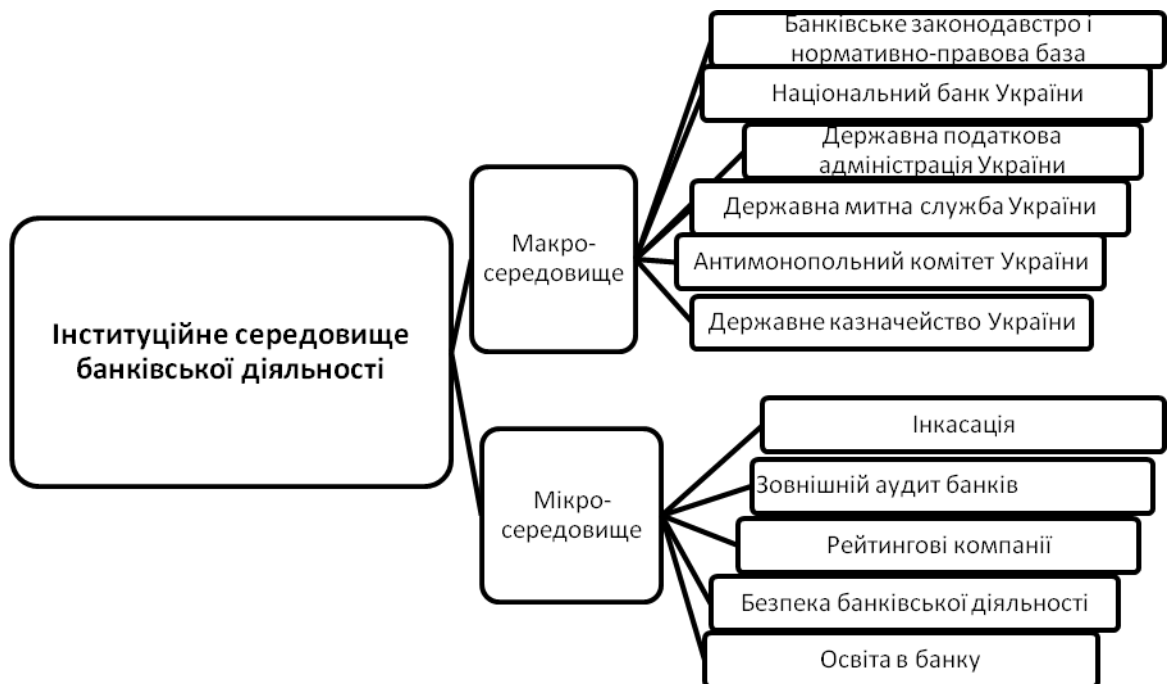 Інституційне середовище
банківської діяльності
Макро-
середовище
Банківське законодавстро і
нормативно-правова база
Національний банк України
Державна податкова
адміністрація України
Державна митна служба України
Антимонопольний комітет України
Державне казначейство України
Мікро-
середовище
Інкасація
Зовнішній аудит банків
Рейтингові компанії
Безпека банківської діяльності
Освіта в банку